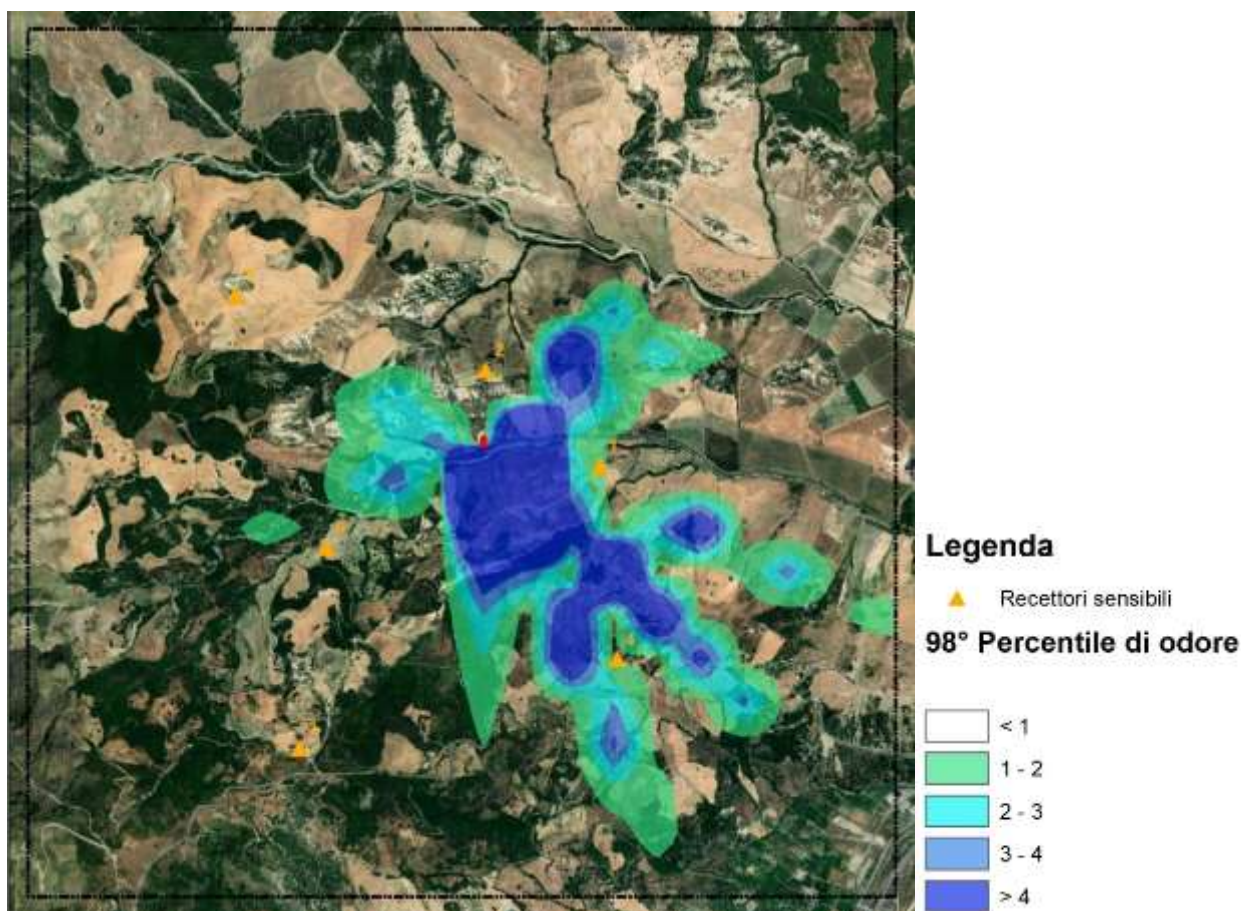 Legenda
Recettori sensibili
98° Percentile di odore
< 1
1 - 2
2 - 3
3 - 4
> 4